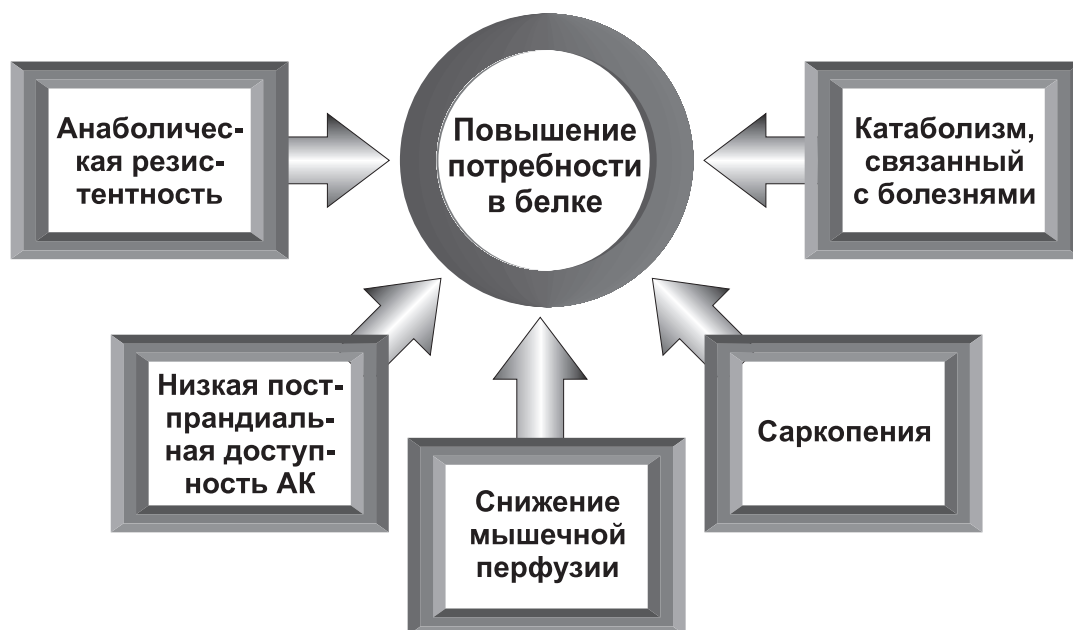 Анаболичес-
кая резис-
тентность
Повышение
потребности
в белке
Катаболизм,
связанный
с болезнями
Низкая пост-
прандиаль-
ная доступ-
ность АК
Снижение
мышечной
перфузии
Саркопения